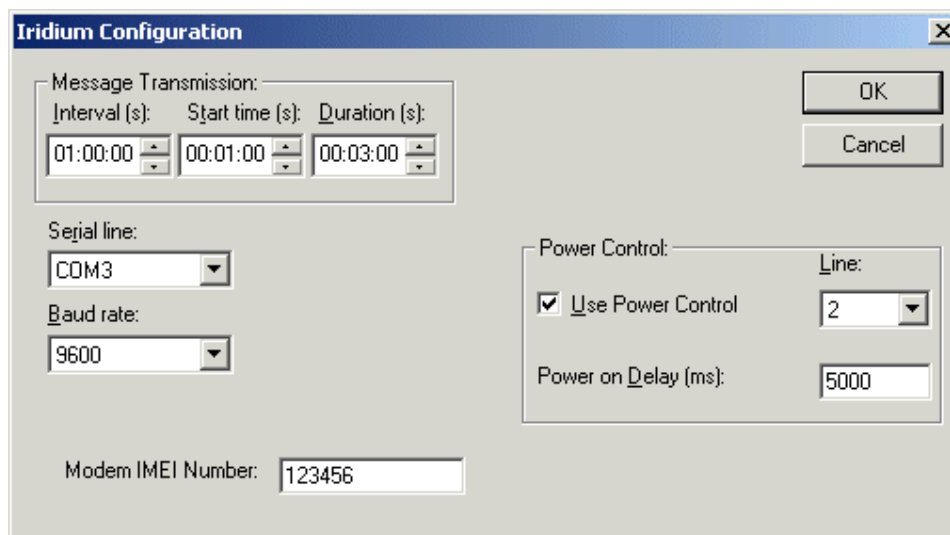 Iridium Configuration
Message Transmission:
Interval (s): Start time (s): Duration (s):
01:00:00 00:01:00 00:03:00
OK
Cancel
Serial line:
COM3
Baud rate:
9600
Power Control:
Line:
Use Power Control 2
Power on Delay (ms): 5000
Modem IMEI Number: 123456